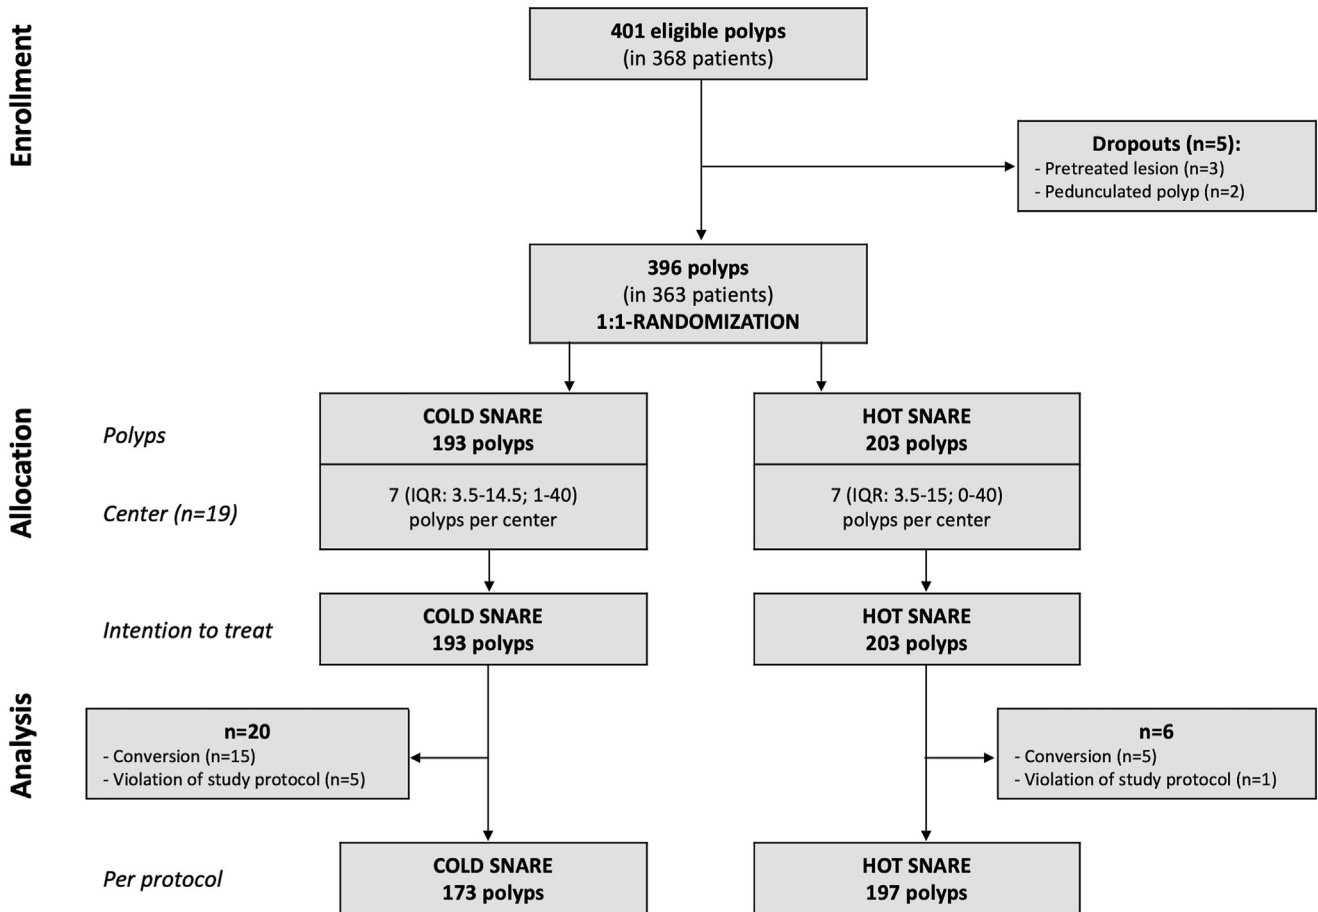 Enrollment
401 eligible polyps
(in 368 patients)
Dropouts (n=5):
- Pretreated lesion (n=3)
- Pedunculated polyp (n=2)
396 polyps
(in 363 patients)
1:1-RANDOMIZATION
Allocation
Polyps
COLD SNARE
193 polyps
HOT SNARE
203 polyps
Center (n=19)
7 (IQR: 3.5-14.5; 1-40)
polyps per center
7 (IQR: 3.5-15; 0-40)
polyps per center
Analysis
Intention to treat
COLD SNARE
193 polyps
HOT SNARE
203 polyps
n=20
- Conversion (n=15)
- Violation of study protocol (n=5)
n=6
- Conversion (n=5)
- Violation of study protocol (n=1)
Per protocol
COLD SNARE
173 polyps
HOT SNARE
197 polyps